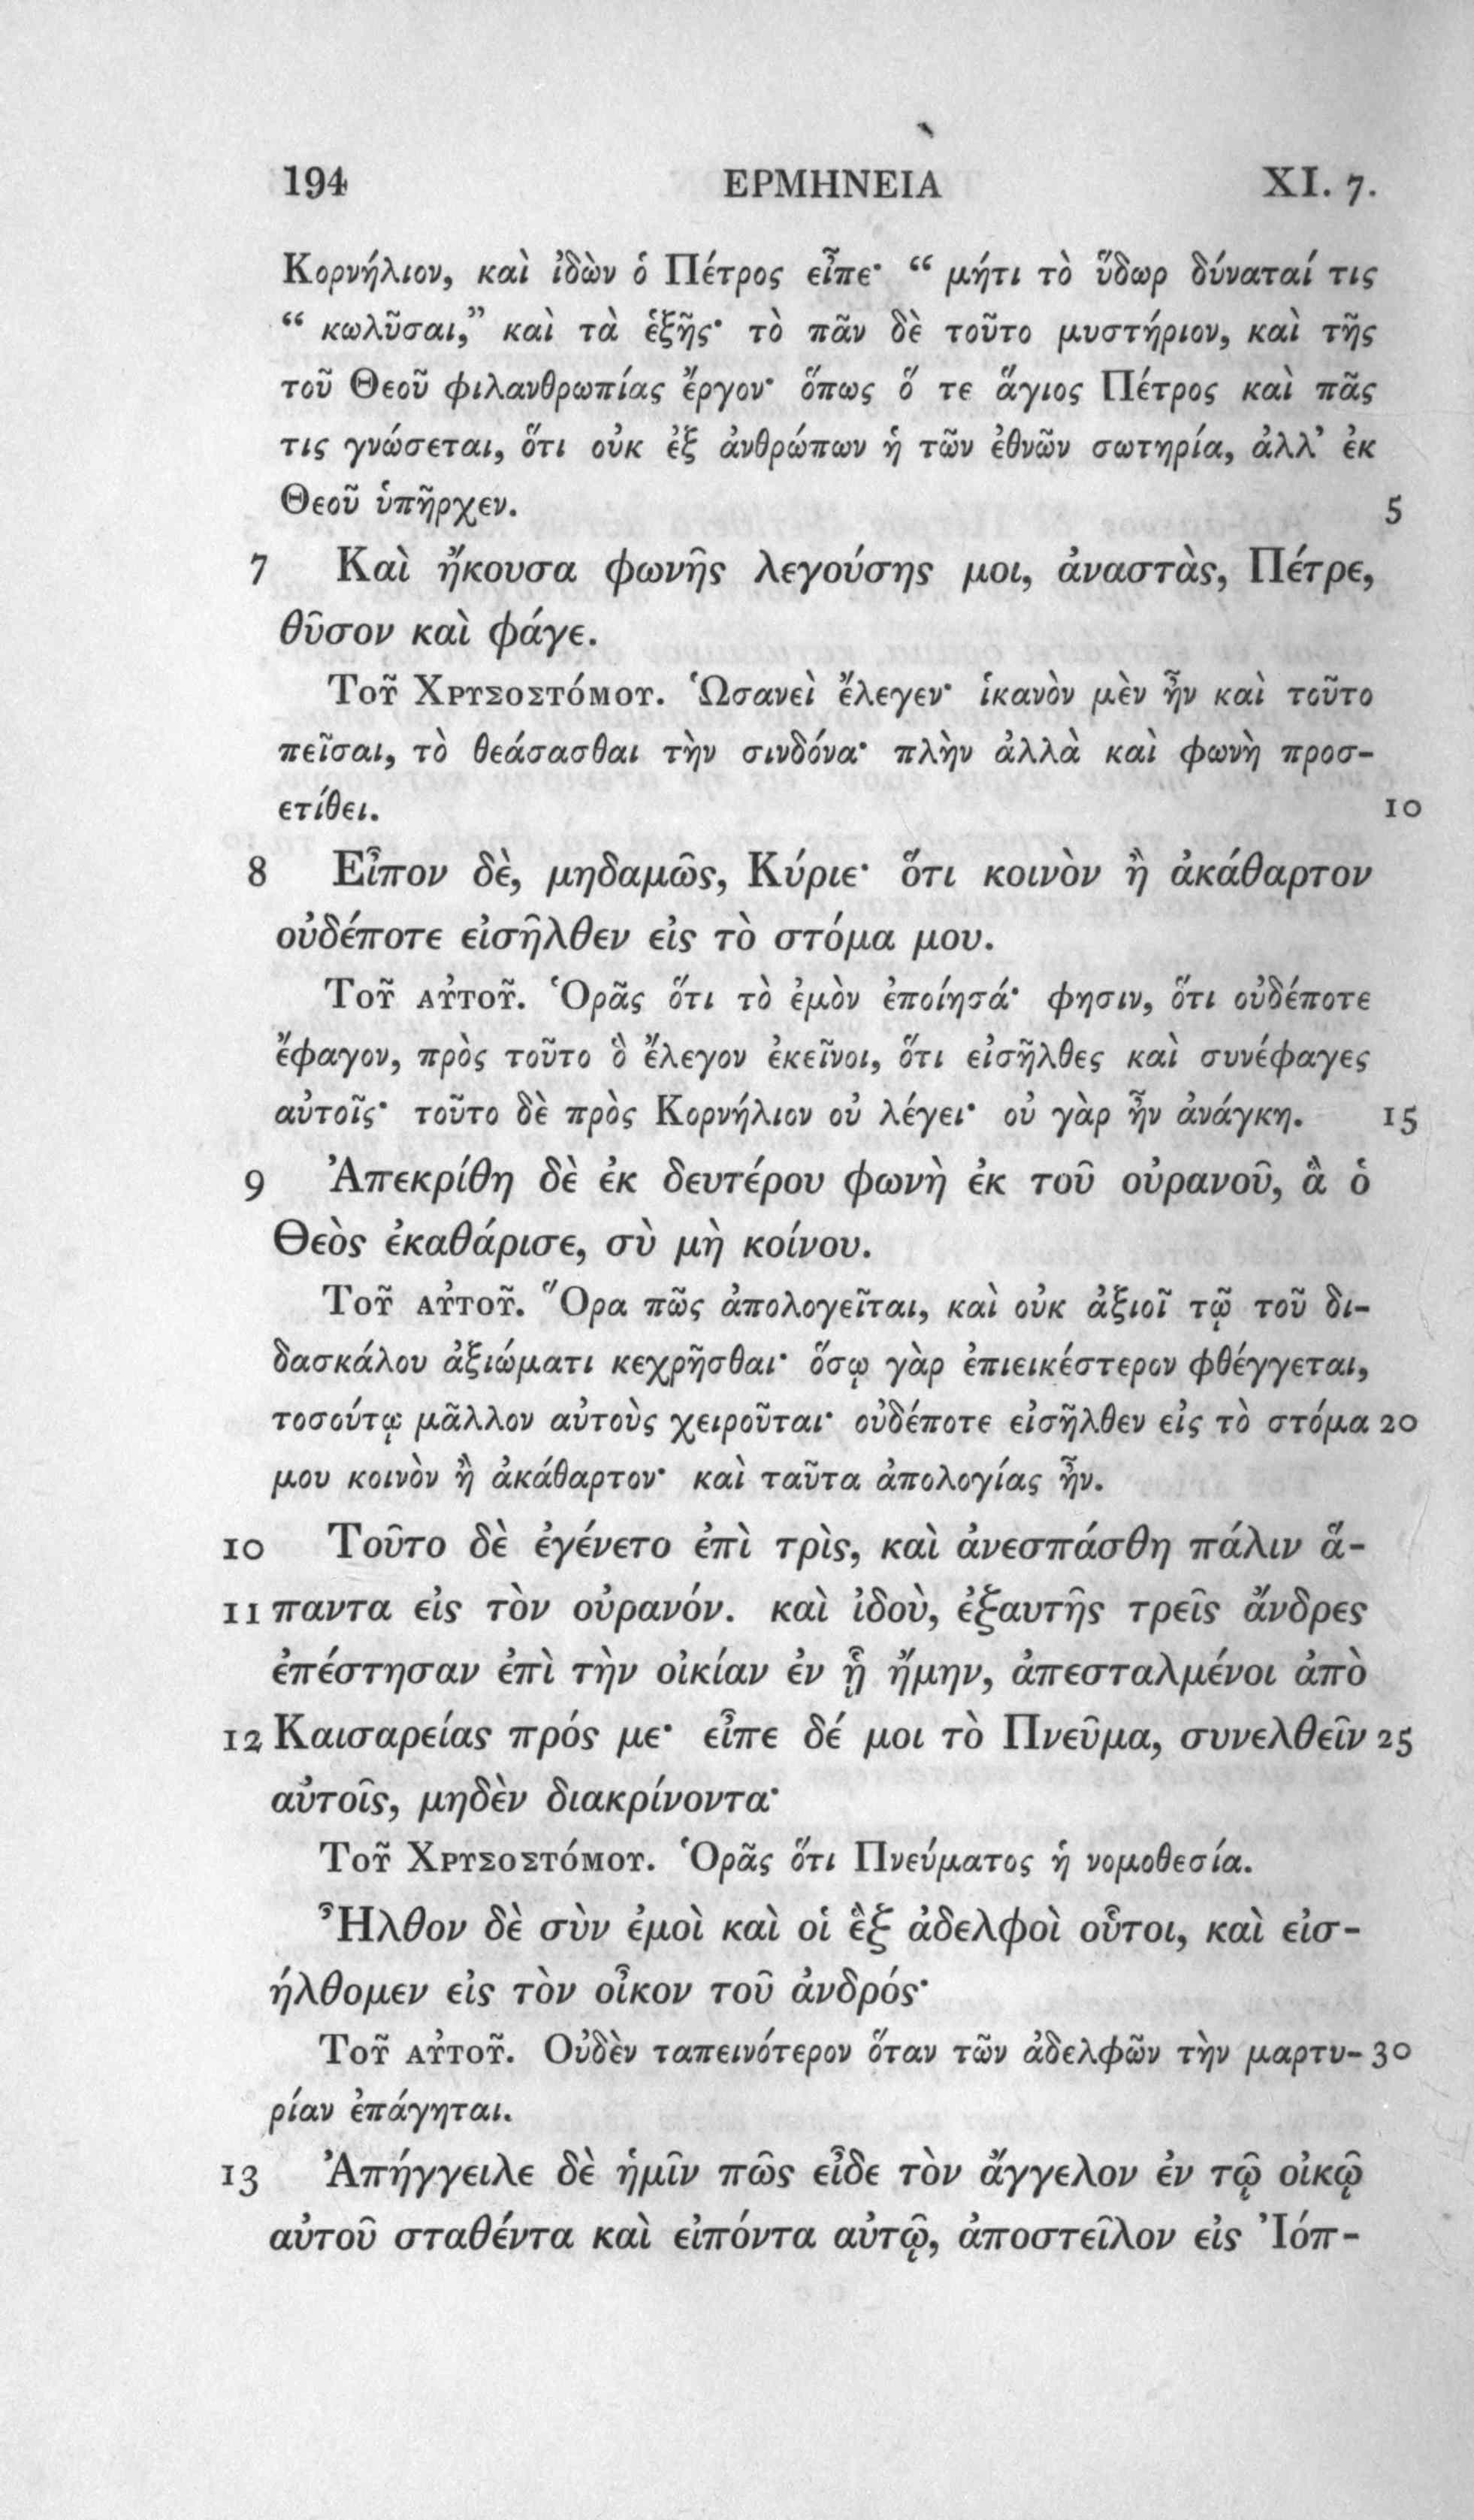 194 ΕΡΜΗΝΕΙΑ XI. 7.
Κορνήλιον, καὶ ἰδὼν ὁ Πέτρος εἶπε· “ μήτι τὸ ὕδωρ δύναταί τις
“ κωλῦσαι,” καὶ τὰ ἑξῆς· τὸ πᾶν δὲ τοῦτο μυστήριον, καὶ τῆς
τοῦ Θεοῦ φιλανθρωπίας ἔργον· ὅπως ὅ τε ἅγιος Πέτρος καὶ πᾶς
τις γνώσεται, ὅτι οὐκ ἐξ ἀνθρώπων ἡ τῶν ἐθνῶν σωτηρία, ἀλλ’ ἐκ
Θεοῦ ὑπῆρχεν. 5
7 Καὶ ἤκουσα φωνῆς λεγούσης μοι, ἀναστὰς, Πέτρε,
θῦσον καὶ φάγε.
Τοῦ Χρυσοστόμου. Ὡσανεὶ ἔλεγεν· ἱκανὸν μὲν ἦν καὶ τοῦτο
πεῖσαι, τὸ θεάσασθαι τὴν σινδόνα· πλὴν ἀλλὰ καὶ φωνὴ προσ-
ετίθει. 10
8 Εἶπον δὲ, μηδαμῶς, Κύριε· ὅτι κοινὸν ἢ ἀκάθαρτον
οὐδέποτε εἰσῆλθεν εἰς τὸ στόμα μου.
Τοῦ αὐτοῦ. Ὁρᾶς ὅτι τὸ ἐμὸν ἐποίησά· φησιν, ὅτι οὐδέποτε
ἔφαγον, πρὸς τοῦτο ὃ ἔλεγον ἐκεῖνοι, ὅτι εἰσῆλθες καὶ συνέφαγες
αὐτοῖς· τοῦτο δὲ πρὸς Κορνήλιον οὐ λέγει· οὐ γὰρ ἦν ἀνάγκη. 15
9 Ἀπεκρίθη δὲ ἐκ δευτέρου φωνὴ ἐκ τοῦ οὐρανοῦ, ἃ ὁ
Θεὸς ἐκαθάρισε, σὺ μὴ κοίνου.
Τοῦ αὐτοῦ. Ὅρα πῶς ἀπολογεῖται, καὶ οὐκ ἀξιοῖ τῷ τοῦ δι-
δασκάλου ἀξιώματι κεχρῆσθαι· ὅσῳ γὰρ ἐπιεικέστερον φθέγγεται,
τοσούτῳ μᾶλλον αὐτοὺς χειροῦται· οὐδέποτε εἰσῆλθεν εἰς τὸ στόμα 20
μου κοινὸν ἢ ἀκάθαρτον· καὶ ταῦτα ἀπολογίας ἦν.
10 Τοῦτο δὲ ἐγένετο ἐπὶ τρὶς, καὶ ἀνεσπάσθη πάλιν ἅ-
11 παντα εἰς τὸν οὐρανόν. καὶ ἰδοὺ, ἐξαυτῆς τρεῖς ἄνδρες
ἐπέστησαν ἐπὶ τὴν οἰκίαν ἐν ᾗ ἤμην, ἀπεσταλμένοι ἀπὸ
12 Καισαρείας πρός με· εἶπε δέ μοι τὸ Πνεῦμα, συνελθεῖν 25
αὐτοῖς, μηδὲν διακρίνοντα·
Τοῦ Χρυσοστόμου. Ὁρᾶς ὅτι Πνεύματος ἡ νομοθεσία.
Ἦλθον δὲ σὺν ἐμοὶ καὶ οἱ ἓξ ἀδελφοὶ οὗτοι, καὶ εἰσ-
ήλθομεν εἰς τὸν οἶκον τοῦ ἀνδρός·
Τοῦ αὐτοῦ. Οὐδὲν ταπεινότερον ὅταν τῶν ἀδελφῶν τὴν μαρτυ- 30
ρίαν ἐπάγηται.
13 Ἀπήγγειλε δὲ ἡμῖν πῶς εἶδε τὸν ἄγγελον ἐν τῷ οἰκῷ
αὐτοῦ σταθέντα καὶ εἰπόντα αὐτῷ, ἀποστεῖλον εἰς Ἰόπ-